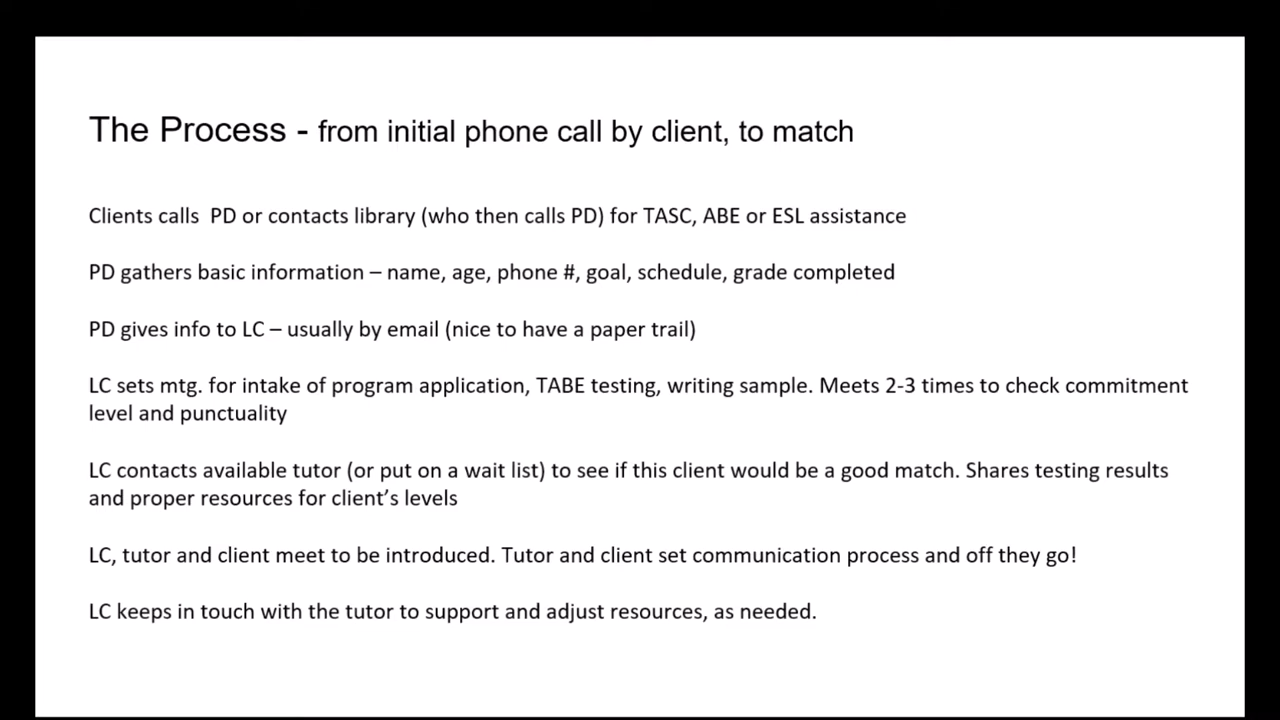 The Process - from initial phone call by client, to match
Clients calls  PD or contacts library (who then calls PD) for TASC, ABE or ESL assistance
PD gathers basic information – name, age, phone #, goal, schedule, grade completed
PD gives info to LC – usually by email (nice to have a paper trail)
LC sets mtg. for intake of program application, TABE testing, writing sample. Meets 2-3 times to check commitment
level and punctuality
LC contacts available tutor (or put on a wait list) to see if this client would be a good match. Shares testing results
and proper resources for client’s levels
LC, tutor and client meet to be introduced. Tutor and client set communication process and off they go!
LC keeps in touch with the tutor to support and adjust resources, as needed.